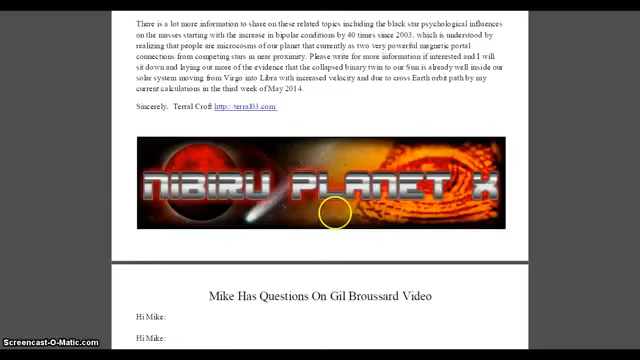 There is a lot more information to share on these related topics including the black star psychological influences
on the masses starting with the increase in bipolar conditions by 40 times since 2003, which is understood by
realizing that people are microcosms of our planet that currently as two very powerful magnetic portal
connections from competing stars in near proximity. Please write for more information if interested and I will
sit down and laying out more of the evidence that the collapsed binary twin to our Sun is already well inside our
solar system moving from Virgo into Libra with increased velocity and due to cross Earth orbit path by my
current calculations in the third week of May 2014.
Sincerely, Terral Croft http://terral03.com/
NIBIRU PLANET X
Mike Has Questions On Gil Broussard Video
Hi Mike:
Hi Mike:
Screencast-O-Matic.com